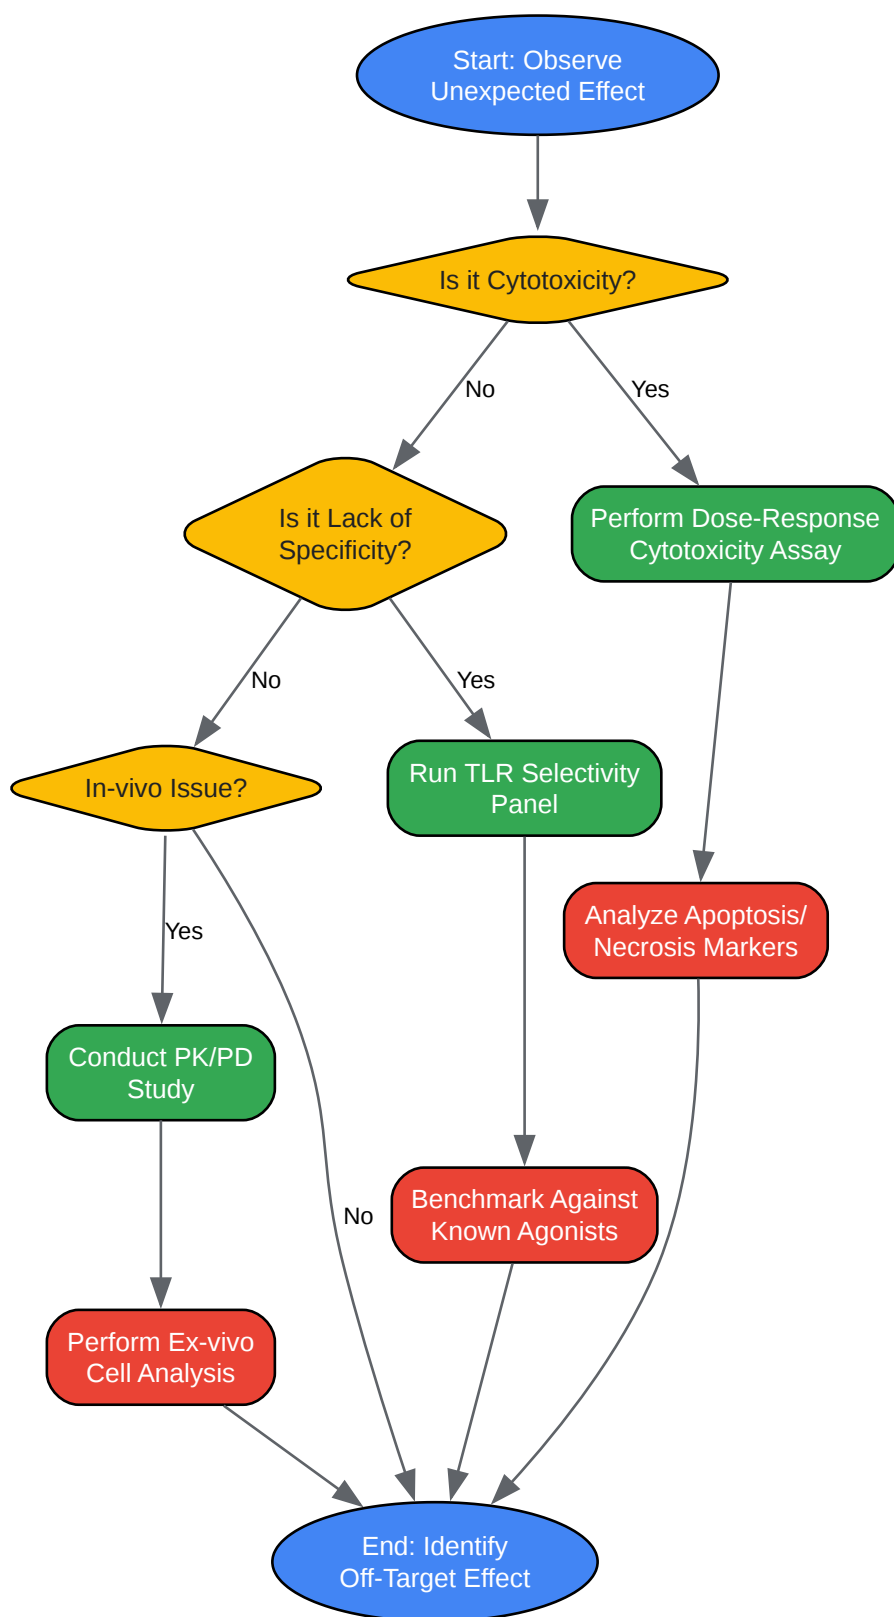 Start: Observe
Unexpected Effect
Is it Cytotoxicity?
No
Yes
Is it Lack of
Specificity?
Perform Dose-Response
Cytotoxicity Assay
No
Yes
In-vivo Issue?
Run TLR Selectivity
Panel
Analyze Apoptosis/
Necrosis Markers
Yes
Conduct PK/PD
Study
No
Benchmark Against
Known Agonists
Perform Ex-vivo
Cell Analysis
End: Identify
Off-Target Effect